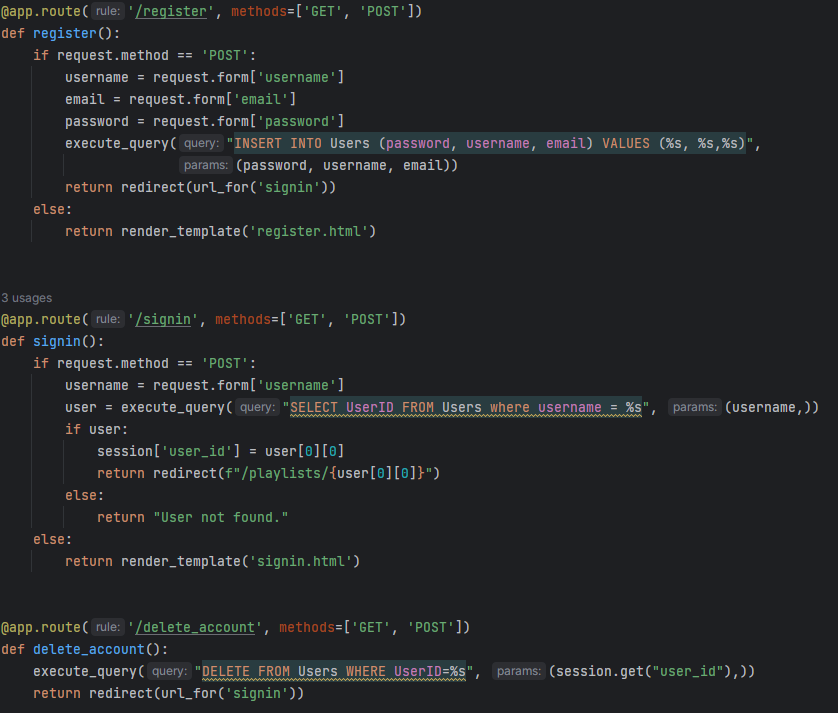 @app.route( rule: '/register', methods=['GET', 'POST'])
def register():
    if request.method == 'POST':
        username = request.form['username']
        email = request.form['email']
        password = request.form['password']
        execute_query( query: "INSERT INTO Users (password, username, email) VALUES (%s, %s,%s)",
                      params: (password, username, email))
        return redirect(url_for('signin'))
    else:
        return render_template('register.html')
3 usages
@app.route( rule: '/signin', methods=['GET', 'POST'])
def signin():
    if request.method == 'POST':
        username = request.form['username']
        user = execute_query( query: "SELECT UserID FROM Users where username = %s", params: (username,))
        if user:
            session['user_id'] = user[0][0]
            return redirect(f"/playlists/{user[0][0]}")
        else:
            return "User not found."
    else:
        return render_template('signin.html')
@app.route( rule: '/delete_account', methods=['GET', 'POST'])
def delete_account():
    execute_query( query: "DELETE FROM Users WHERE UserID=%s", params: (session.get("user_id"),))
    return redirect(url_for('signin'))